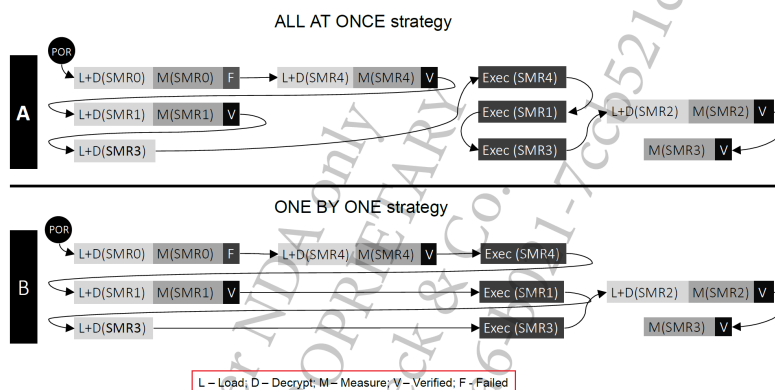 ALL AT ONCE strategy
POR
L+D(SMR0) M(SMR0) F L+D(SMR4) M(SMR4) V Exec (SMR4)
A L+D(SMR1) M(SMR1) V Exec (SMR1) L+D(SMR2) M(SMR2) V
L+D(SMR3) Exec (SMR3) M(SMR3) V
ONE BY ONE strategy
POR
L+D(SMR0) M(SMR0) F L+D(SMR4) M(SMR4) V Exec (SMR4)
B L+D(SMR1) M(SMR1) V Exec (SMR1) L+D(SMR2) M(SMR2) V
L+D(SMR3) Exec (SMR3) M(SMR3) V
L – Load; D – Decrypt; M – Measure; V – Verified; F - Failed
NDA only